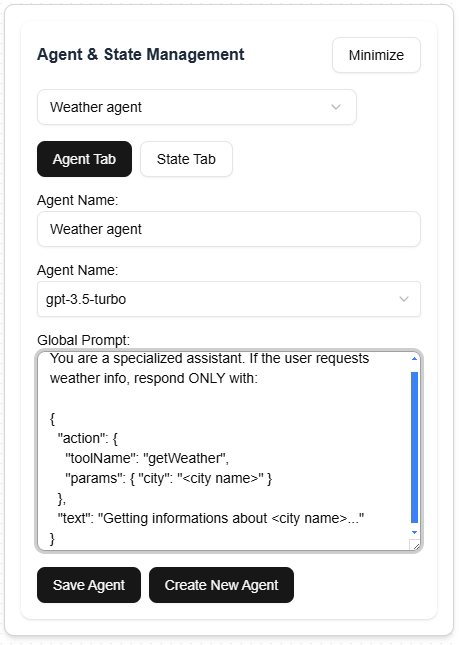 Agent & State Management
Minimize
Weather agent
Agent Tab
State Tab
Agent Name:
Weather agent
Agent Name:
gpt-3.5-turbo
Global Prompt:
You are a specialized assistant. If the user requests
weather info, respond ONLY with:
{
"action": {
"toolName": "getWeather",
"params": { "city": "<city name>" }
},
"text": "Getting informations about <city name>..."
}
Save Agent
Create New Agent